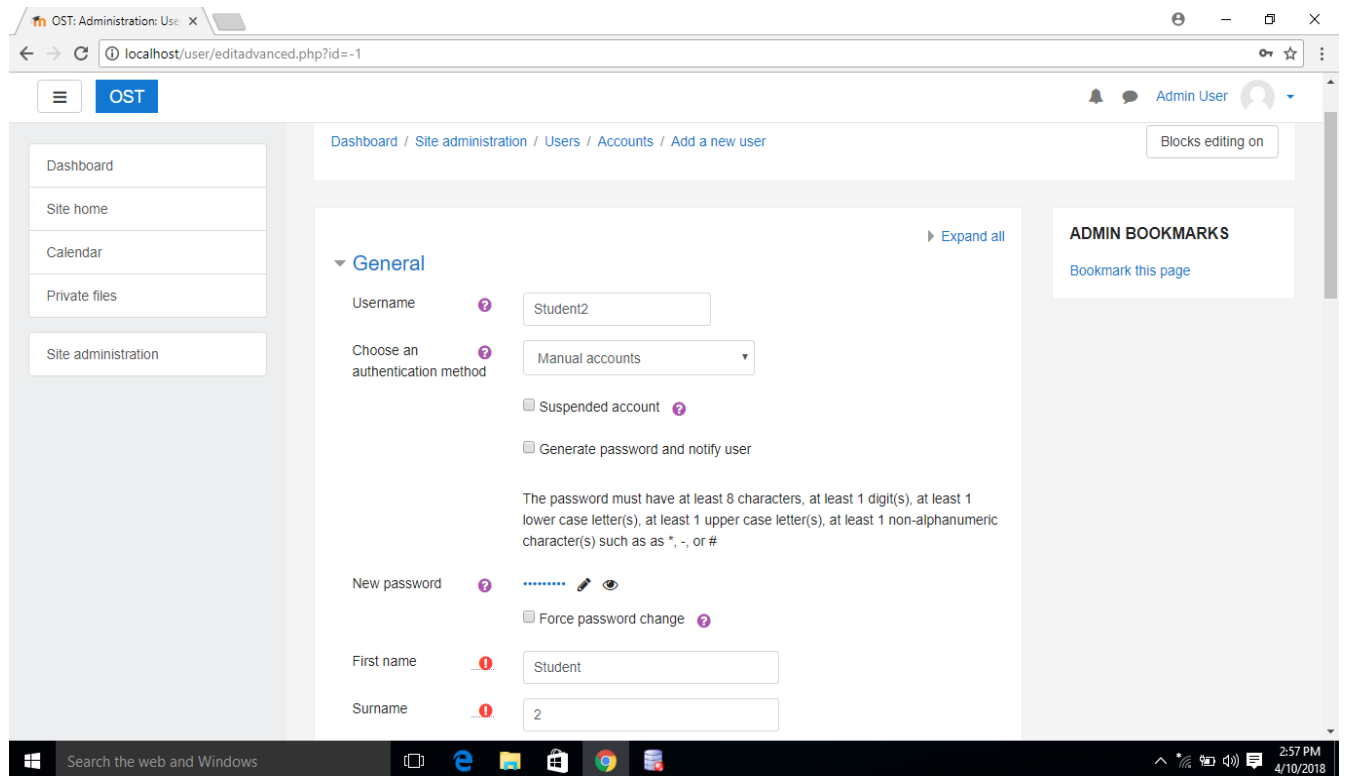 OST: Administration: Use
localhost/user/editadvanced.php?id=-1
OST
Admin User
Dashboard / Site administration / Users / Accounts / Add a new user
Blocks editing on
Dashboard
Site home
Calendar
Private files
Site administration
Expand all
General
Username
Student2
Choose an
authentication method
Manual accounts
Suspended account
Generate password and notify user
The password must have at least 8 characters, at least 1 digit(s), at least 1
lower case letter(s), at least 1 upper case letter(s), at least 1 non-alphanumeric
character(s) such as as *, -, or #
New password
Force password change
First name
Student
Surname
2
ADMIN BOOKMARKS
Bookmark this page
Search the web and Windows
2:57 PM
4/10/2018